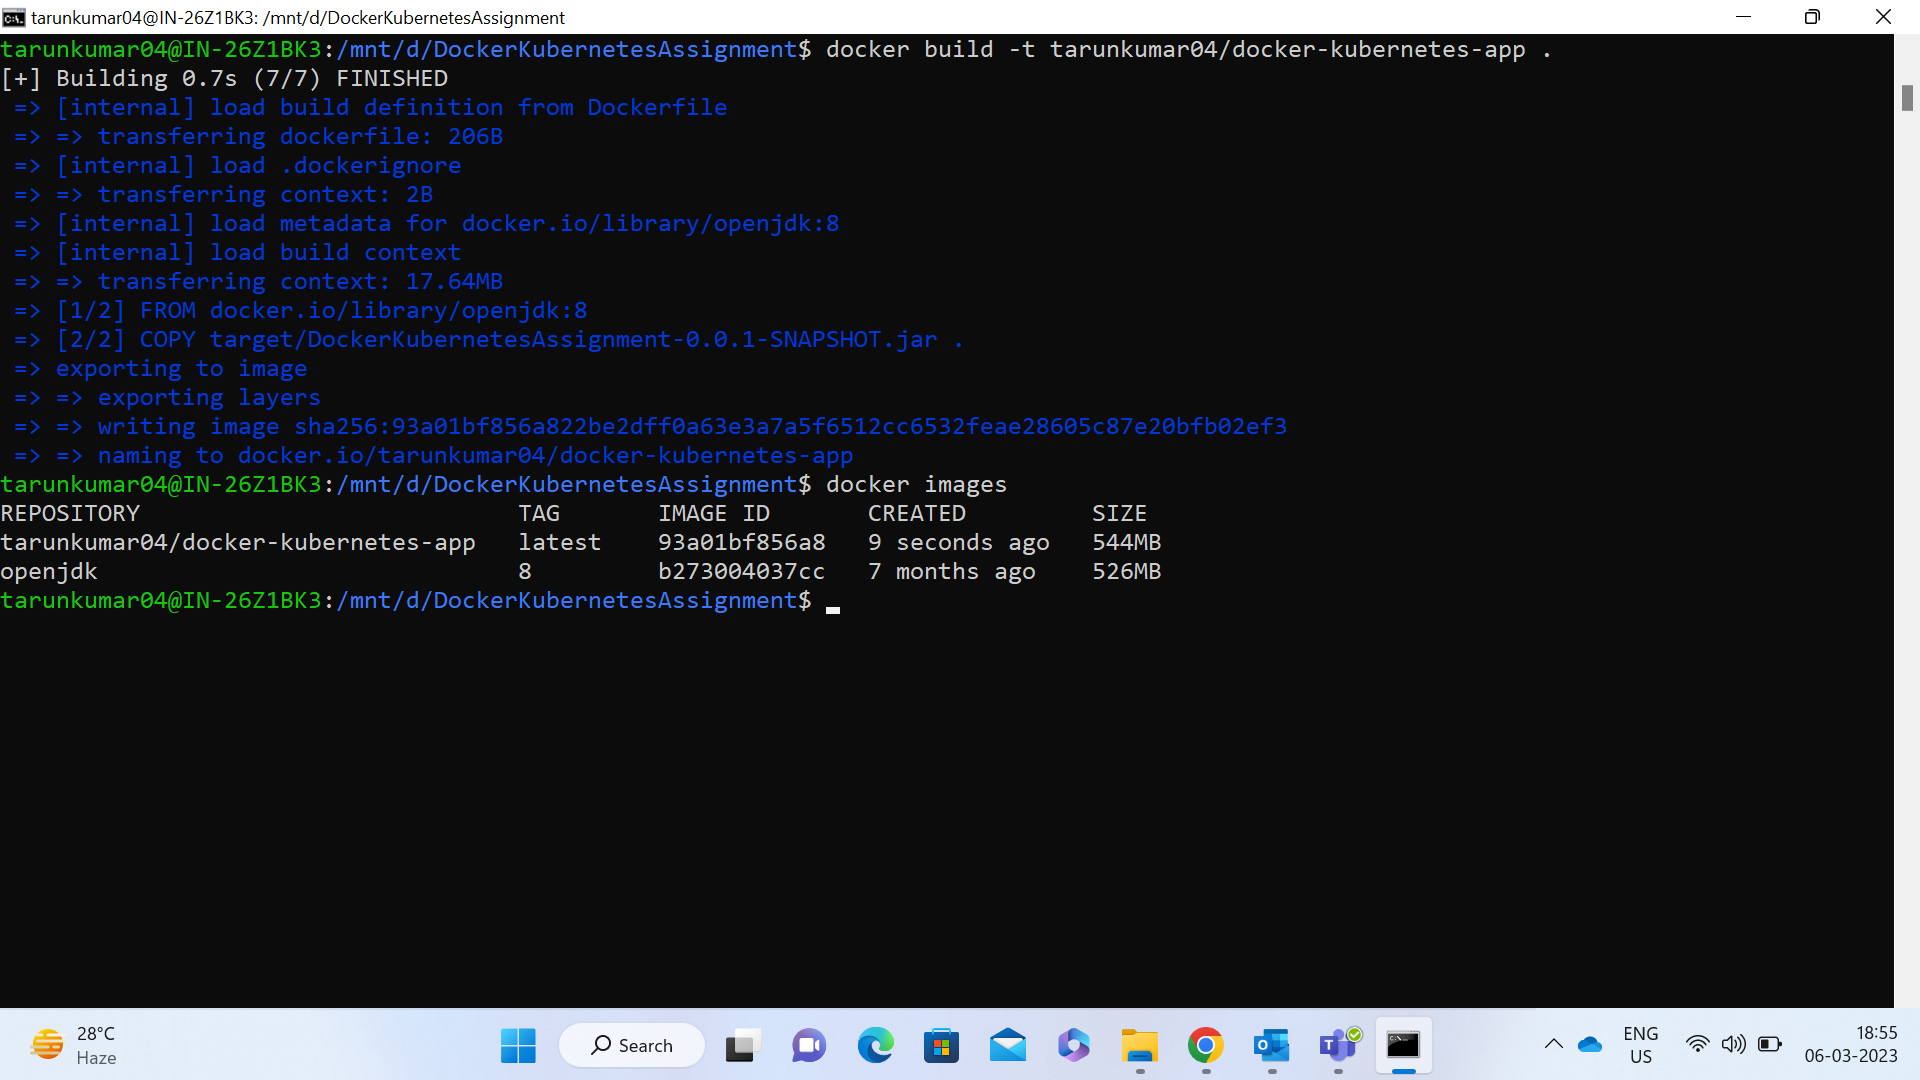 tarunkumar04@IN-26Z1BK3: /mnt/d/DockerKubernetesAssignment
tarunkumar04@IN-26Z1BK3:/mnt/d/DockerKubernetesAssignment$ docker build -t tarunkumar04/docker-kubernetes-app .
[+] Building 0.7s (7/7) FINISHED
=> [internal] load build definition from Dockerfile
=> => transferring dockerfile: 206B
=> [internal] load .dockerignore
=> => transferring context: 2B
=> [internal] load metadata for docker.io/library/openjdk:8
=> [internal] load build context
=> => transferring context: 17.64MB
=> [1/2] FROM docker.io/library/openjdk:8
=> [2/2] COPY target/DockerKubernetesAssignment-0.0.1-SNAPSHOT.jar .
=> exporting to image
=> => exporting layers
=> => writing image sha256:93a01bf856a822be2dff0a63e3a7a5f6512cc6532feae28605c87e20bfb02ef3
=> => naming to docker.io/tarunkumar04/docker-kubernetes-app
tarunkumar04@IN-26Z1BK3:/mnt/d/DockerKubernetesAssignment$ docker images
REPOSITORY TAG IMAGE ID CREATED SIZE
tarunkumar04/docker-kubernetes-app latest 93a01bf856a8 9 seconds ago 544MB
openjdk 8 b273004037cc 7 months ago 526MB
tarunkumar04@IN-26Z1BK3:/mnt/d/DockerKubernetesAssignment$
28°C
Haze
Search
ENG
US
18:55
06-03-2023